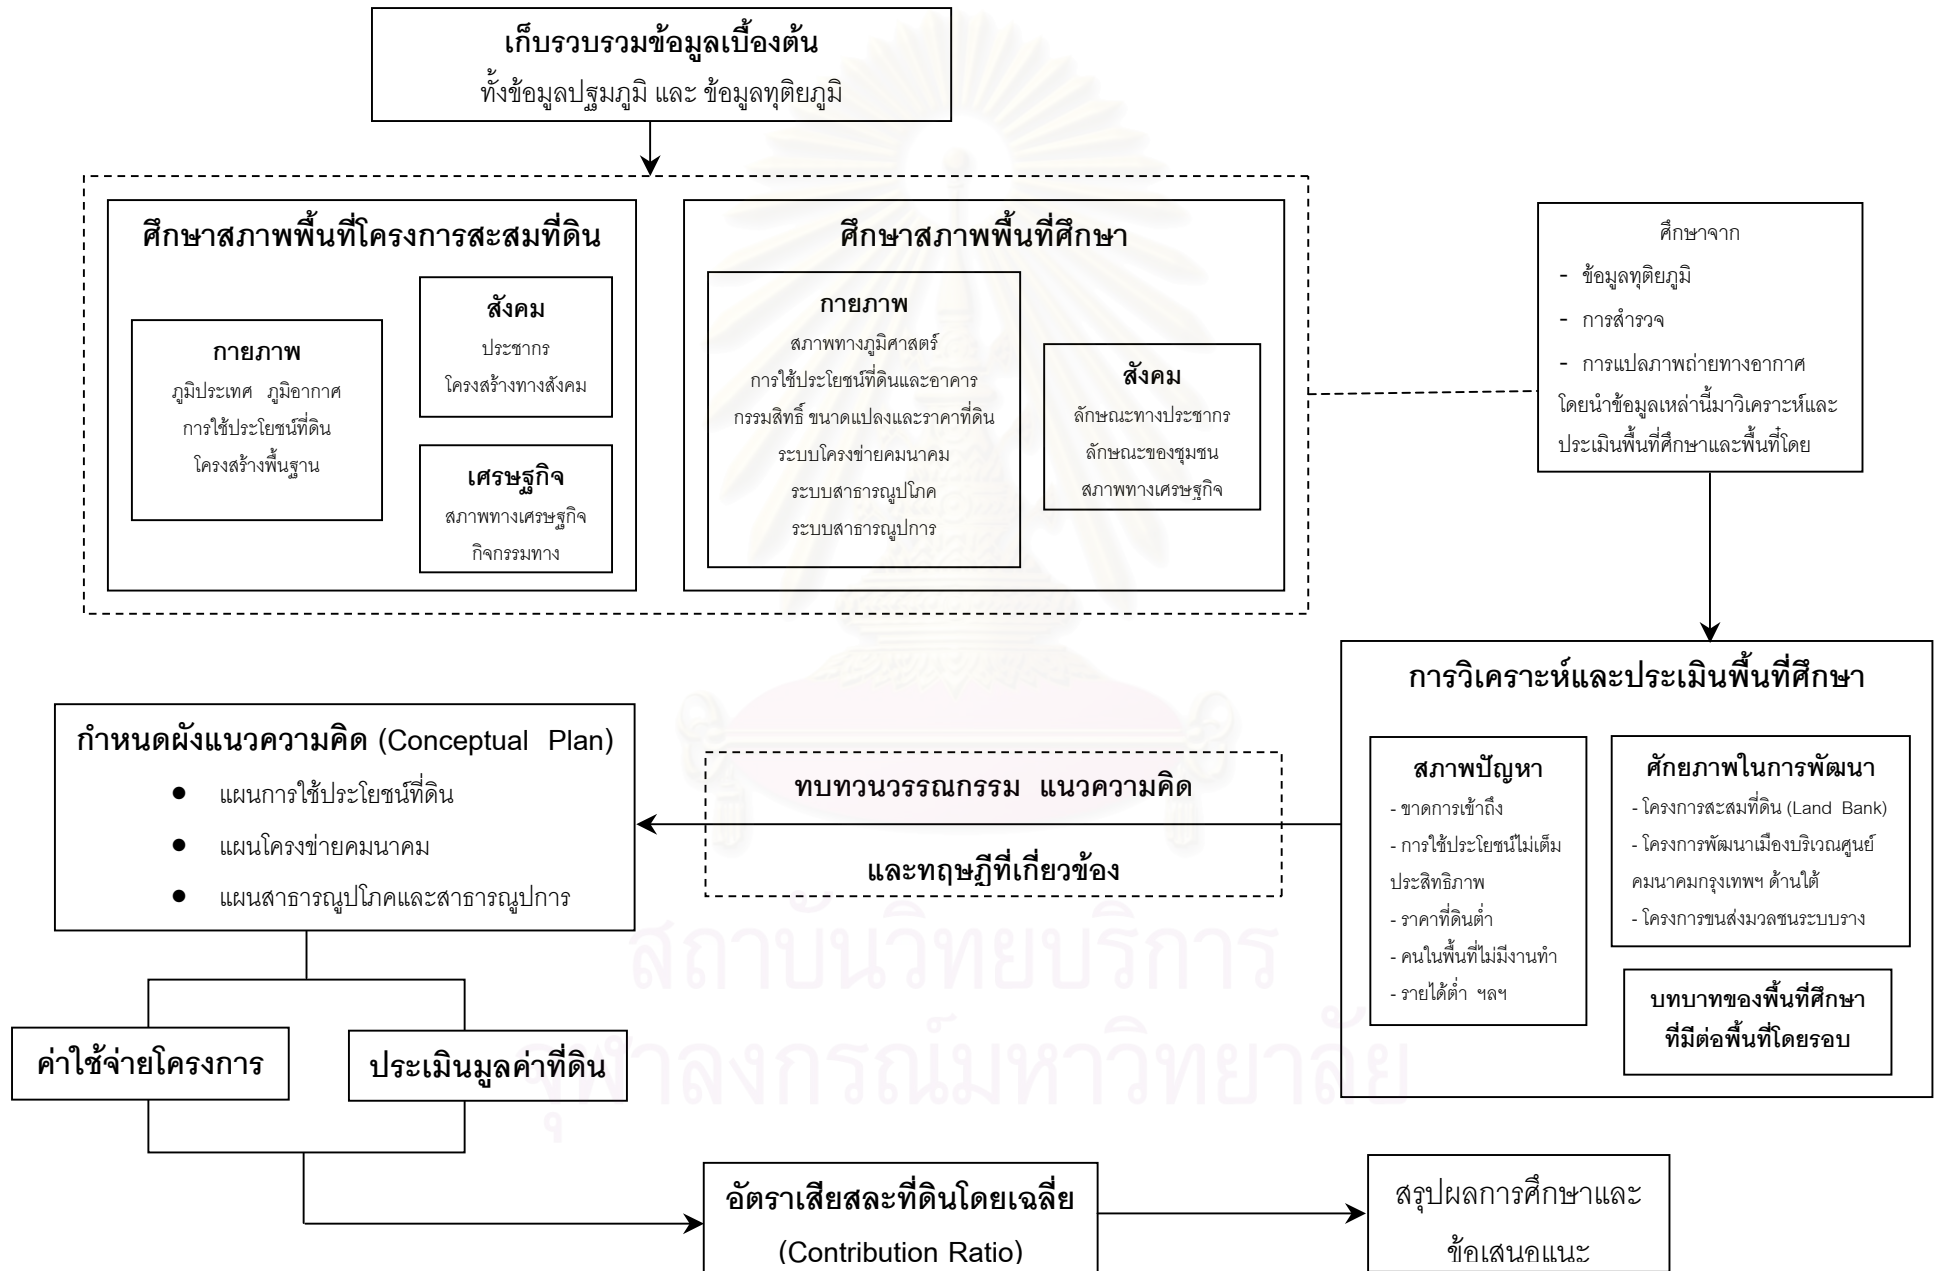 เก็บรวบรวมข้อมูลเบื้องต้น
ทั้งข้อมูลปฐมภูมิ และ ข้อมูลทุติยภูมิ
ศึกษาสภาพพื้นที่โครงการสะสมที่ดิน
กายภาพ
ภูมิประเทศ ภูมิอากาศ
การใช้ประโยชน์ที่ดิน
โครงสร้างพื้นฐาน
สังคม
ประชากร
โครงสร้างทางสังคม
เศรษฐกิจ
สภาพทางเศรษฐกิจ
กิจกรรมทาง
ศึกษาสภาพพื้นที่ศึกษา
กายภาพ
สภาพทางภูมิศาสตร์
การใช้ประโยชน์ที่ดินและอาคาร
กรรมสิทธิ์ ขนาดแปลงและราคาที่ดิน
ระบบโครงข่ายคมนาคม
ระบบสาธารณูปโภค
ระบบสาธารณูปการ
สังคม
ลักษณะทางประชากร
ลักษณะของชุมชน
สภาพทางเศรษฐกิจ
ศึกษาจาก
- ข้อมูลทุติยภูมิ
- การสำรวจ
- การแปลภาพถ่ายทางอากาศ
โดยนำข้อมูลเหล่านี้มาวิเคราะห์และ
ประเมินพื้นที่ศึกษาและพื้นที่โดย
การวิเคราะห์และประเมินพื้นที่ศึกษา
สภาพปัญหา
- ขาดการเข้าถึง
- การใช้ประโยชน์ไม่เต็ม
ประสิทธิภาพ
- ราคาที่ดินต่ำ
- คนในพื้นที่ไม่มีงานทำ
- รายได้ต่ำ ฯลฯ
ศักยภาพในการพัฒนา
- โครงการสะสมที่ดิน (Land Bank)
- โครงการพัฒนาเมืองบริเวณศูนย์
คมนาคมกรุงเทพฯ ด้านใต้
- โครงการขนส่งมวลชนระบบราง
บทบาทของพื้นที่ศึกษา
ที่มีต่อพื้นที่โดยรอบ
ทบทวนวรรณกรรม แนวความคิด
และทฤษฎีที่เกี่ยวข้อง
กำหนดผังแนวความคิด (Conceptual Plan)
● แผนการใช้ประโยชน์ที่ดิน
● แผนโครงข่ายคมนาคม
● แผนสาธารณูปโภคและสาธารณูปการ
ค่าใช้จ่ายโครงการ
ประเมินมูลค่าที่ดิน
อัตราเสียสละที่ดินโดยเฉลี่ย
(Contribution Ratio)
สรุปผลการศึกษาและ
ข้อเสนอแนะ
สถาบันวิทยบริการ
จุฬาลงกรณ์มหาวิทยาลัย